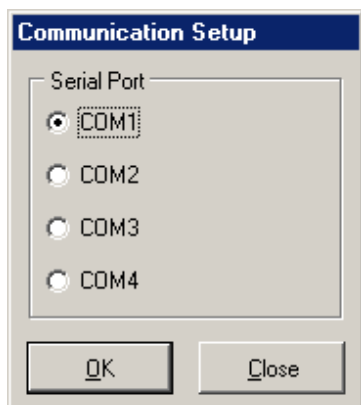 Communication Setup
Serial Port
COM1
COM2
COM3
COM4
OK Close